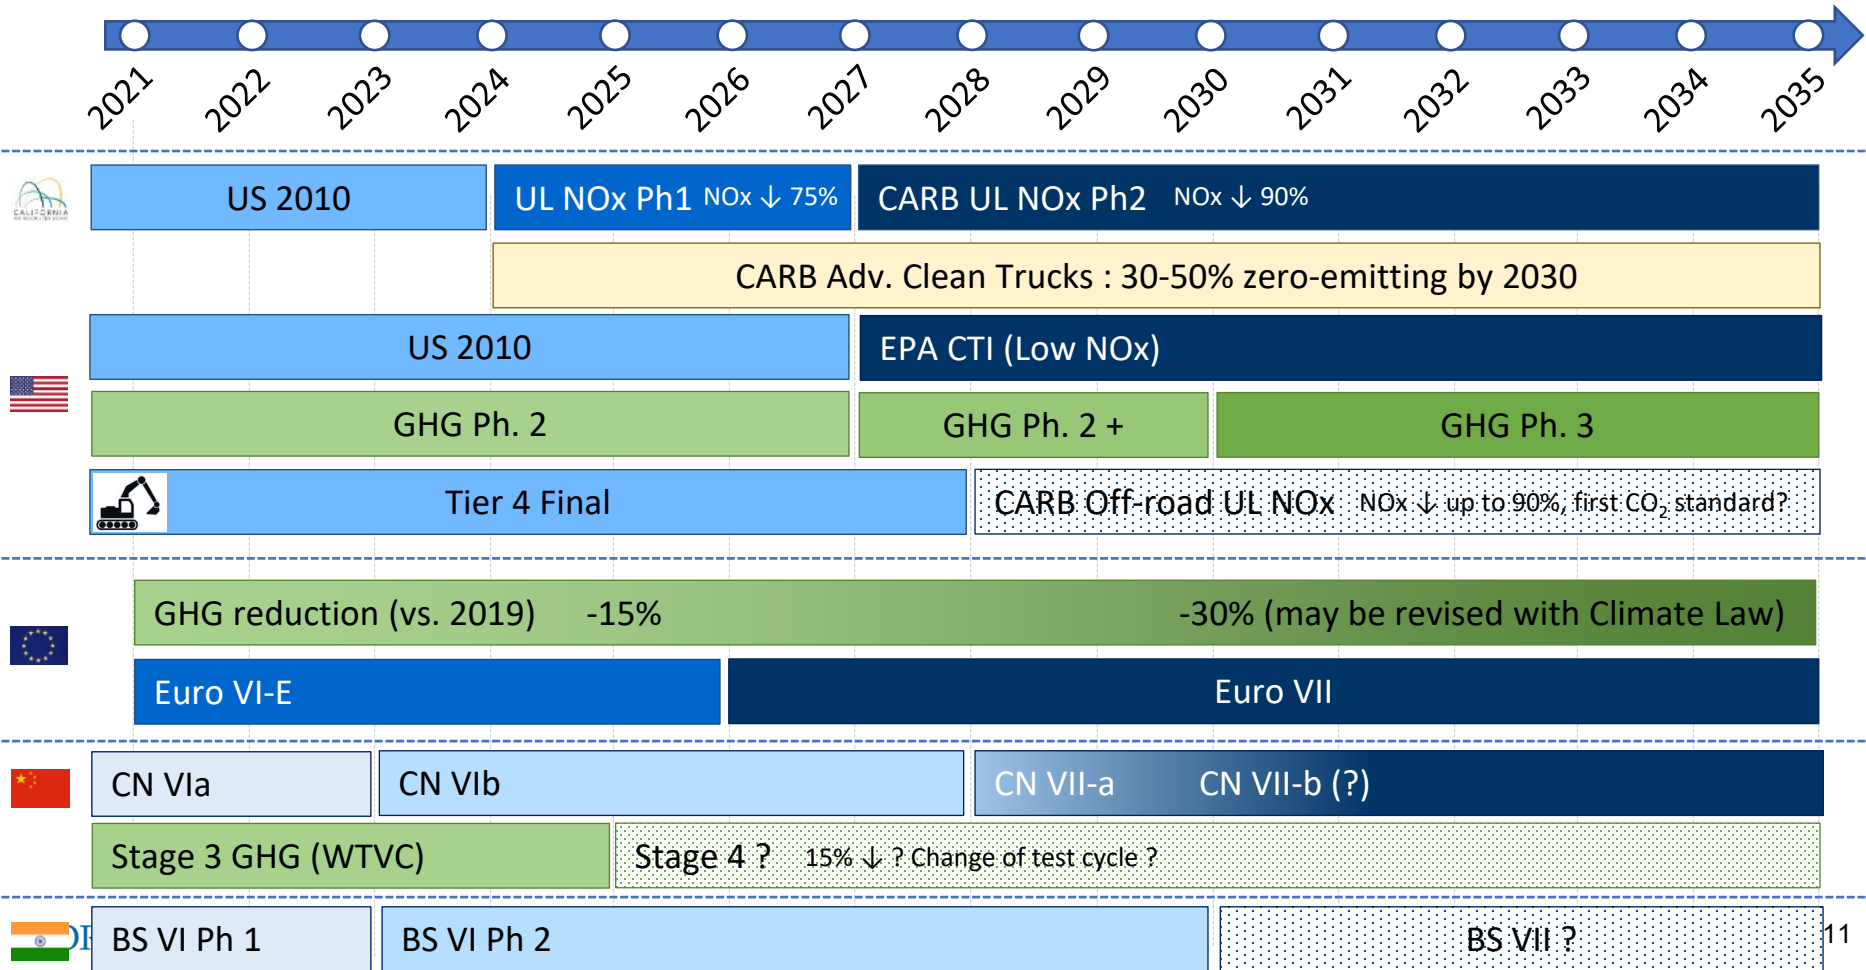 2021 2022 2023 2024 2025 2026 2027 2028 2029 2030 2031 2032 2033 2034 2035
CALIFORNIA
US 2010 UL NOx Ph1 NOx ↓ 75% CARB UL NOx Ph2 NOx ↓ 90%
CARB Adv. Clean Trucks : 30-50% zero-emitting by 2030
US 2010 EPA CTI (Low NOx)
GHG Ph. 2 GHG Ph. 2 + GHG Ph. 3
Tier 4 Final CARB Off-road UL NOx NOx ↓ up to 90%, first CO₂ standard?
GHG reduction (vs. 2019) -15% -30% (may be revised with Climate Law)
Euro VI-E Euro VII
CN VIa CN VIb CN VII-a CN VII-b (?)
Stage 3 GHG (WTVC) Stage 4 ? 15% ↓ ? Change of test cycle ?
BS VI Ph 1 BS VI Ph 2 BS VII ? 11